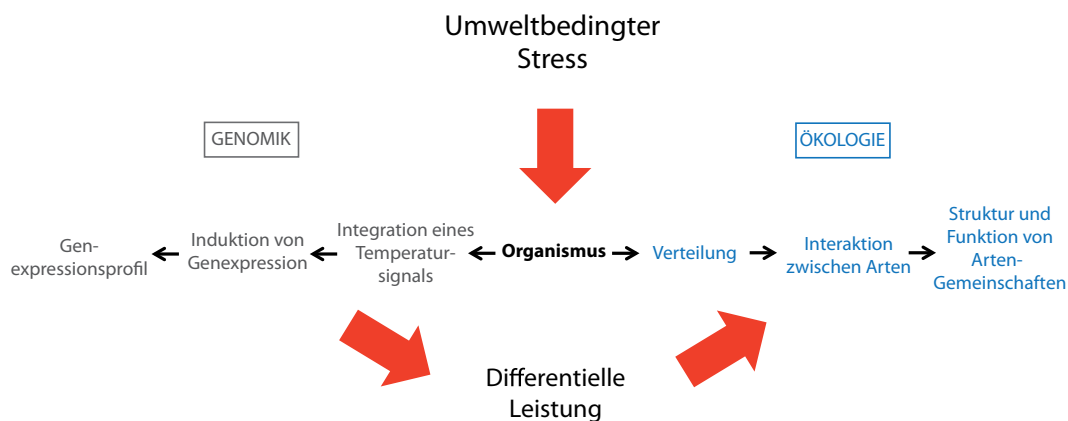 Umweltbedingter
Stress
GENOMIK
ÖKOLOGIE
Gen-
expressionsprofil
Induktion von
Genexpression
Integration eines
Temperatur-
signals
Organismus
Verteilung
Interaktion
zwischen Arten
Struktur und
Funktion von
Arten-
Gemeinschaften
Differentielle
Leistung